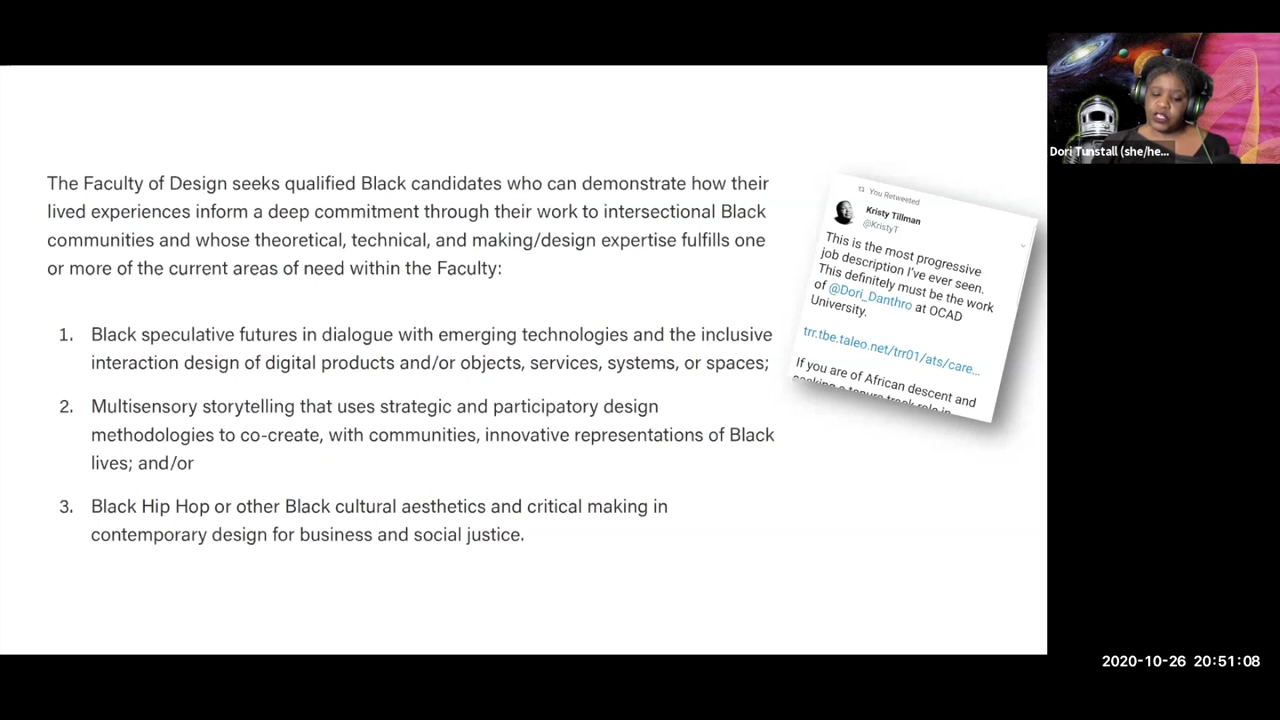 The Faculty of Design seeks qualified Black candidates who can demonstrate how their
lived experiences inform a deep commitment through their work to intersectional Black
communities and whose theoretical, technical, and making/design expertise fulfills one
or more of the current areas of need within the Faculty:
1. Black speculative futures in dialogue with emerging technologies and the inclusive
interaction design of digital products and/or objects, services, systems, or spaces;
2. Multisensory storytelling that uses strategic and participatory design
methodologies to co-create, with communities, innovative representations of Black
lives; and/or
3. Black Hip Hop or other Black cultural aesthetics and critical making in
contemporary design for business and social justice.
You Retweeted
Kristy Tillman
@KristyT
This is the most progressive
job description I've ever seen.
This definitely must be the work
of @Dori_Danthro at OCAD
University.
trr.tbe.taleo.net/trr01/ats/care...
If you are of African descent and
seeking a tenure track role in
Dori Tunstall (she/he...
2020-10-26 20:51:08